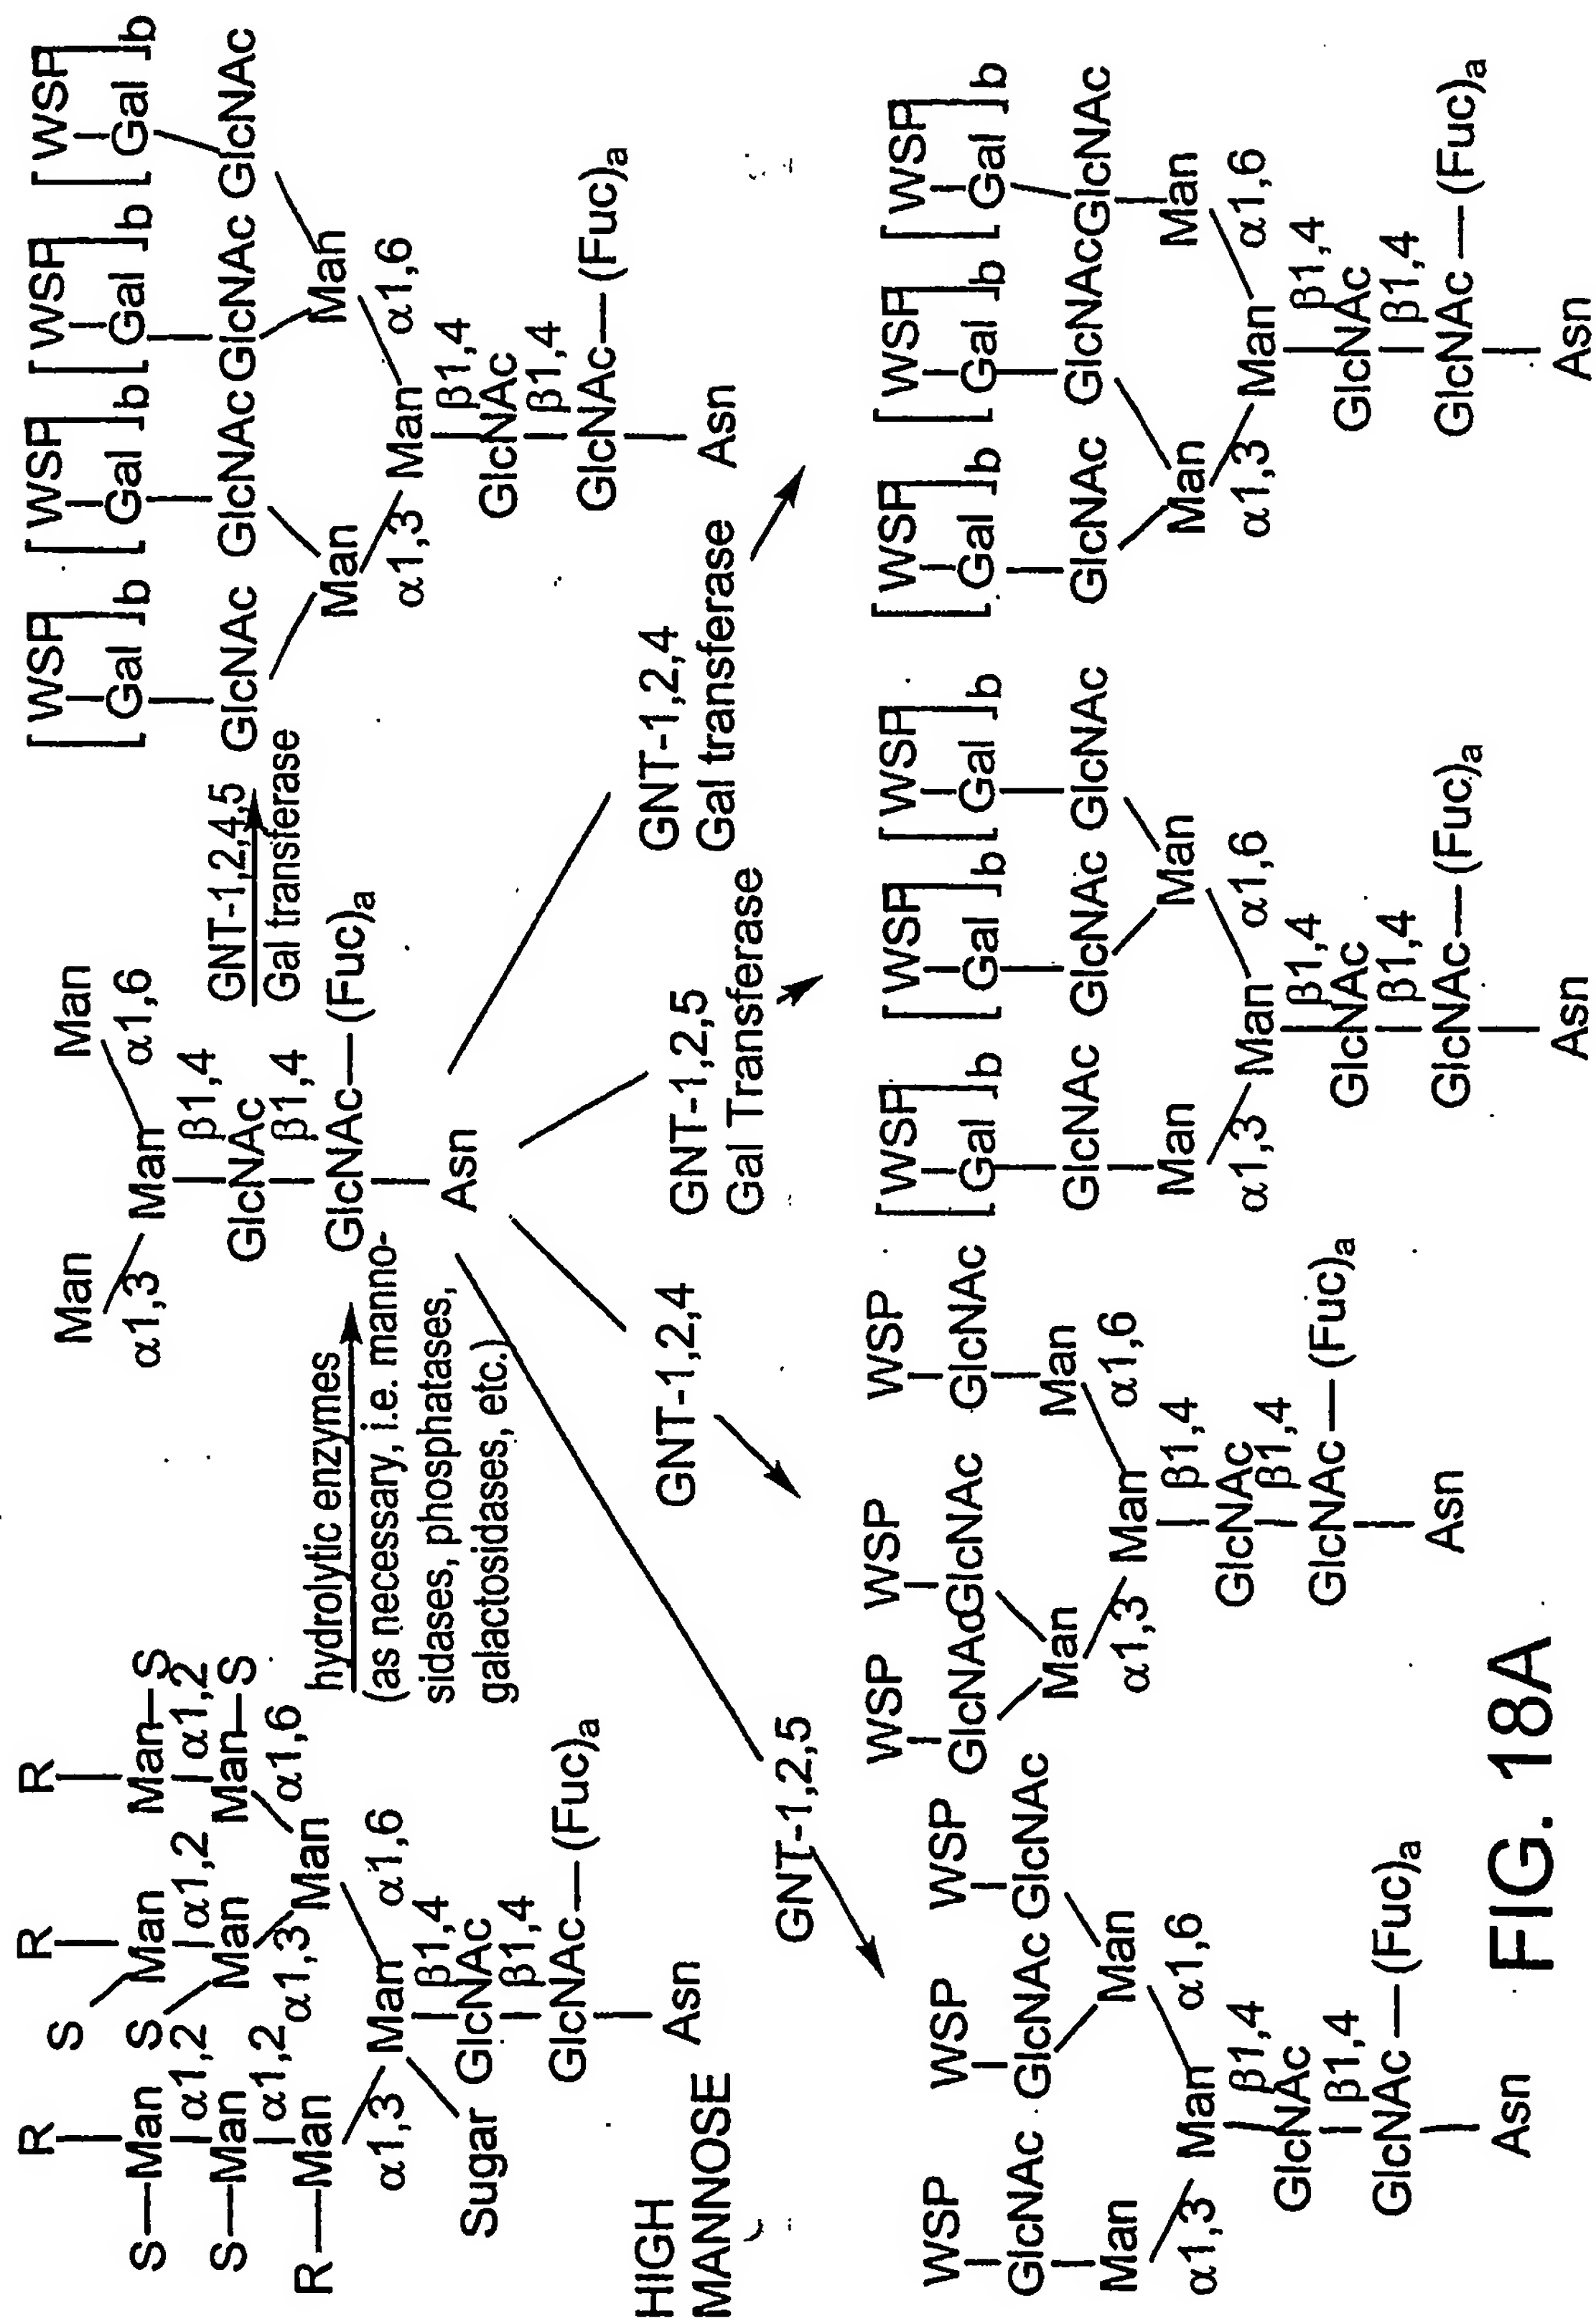 R R R
S—Man S Man Man—S
α1,2 α1,2 α1,2
S—Man S Man Man—S
α1,2 α1,3 α1,6
R—Man Man
α1,3 α1,6
Man
Sugar β1,4
GlcNAc
β1,4
GlcNAc—(Fuc)a
Asn
HIGH
MANNOSE
hydrolytic enzymes
(as necessary, i.e. manno-
sidases, phosphatases,
galactosidases, etc.)
Man Man
α1,3 α1,6
Man
β1,4
GlcNAc
β1,4
GlcNAc—(Fuc)a
Asn
GNT-1,2,4,5
Gal transferase
[WSP] [WSP] [WSP] [WSP]
[Gal]b [Gal]b [Gal]b [Gal]b
GlcNAc GlcNAc GlcNAc GlcNAc
Man Man
α1,3 Man α1,6
β1,4
GlcNAc
β1,4
GlcNAc—(Fuc)a
Asn
GNT-1,2,5
GNT-1,2,4
GNT-1,2,5
Gal Transferase
GNT-1,2,4
Gal transferase
WSP WSP WSP
GlcNAc GlcNAc GlcNAc
Man Man
α1,3 Man α1,6
β1,4
GlcNAc
β1,4
GlcNAc—(Fuc)a
Asn
WSP WSP WSP
GlcNAc GlcNAc GlcNAc
Man Man
α1,3 Man α1,6
β1,4
GlcNAc
β1,4
GlcNAc—(Fuc)a
Asn
[WSP] [WSP] [WSP]
[Gal]b [Gal]b [Gal]b
GlcNAc GlcNAc GlcNAc
Man Man
α1,3 Man α1,6
β1,4
GlcNAc
β1,4
GlcNAc—(Fuc)a
Asn
[WSP] [WSP] [WSP]
[Gal]b [Gal]b [Gal]b
GlcNAc GlcNAc GlcNAc
Man Man
α1,3 Man α1,6
β1,4
GlcNAc
β1,4
GlcNAc—(Fuc)a
Asn
FIG. 18A